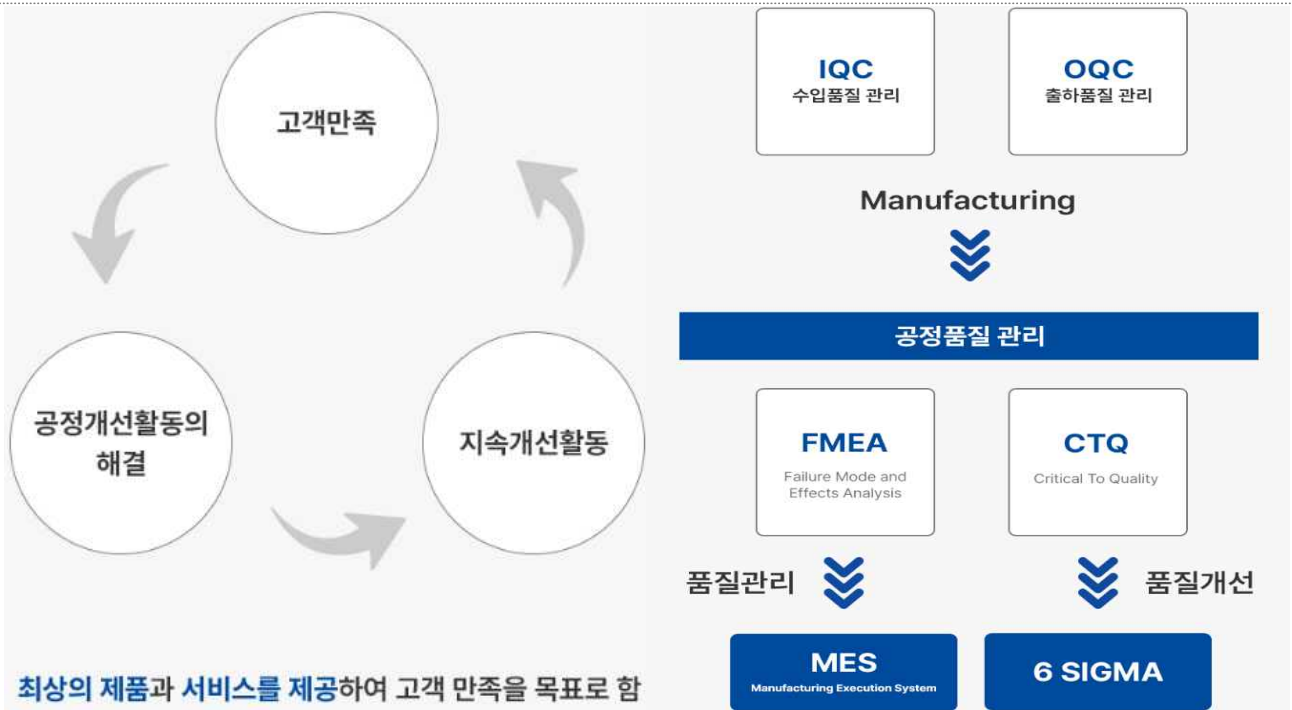 고객만족
공정개선활동의
해결
지속개선활동
최상의 제품과 서비스를 제공하여 고객 만족을 목표로 함
IQC
수입품질 관리
OQC
출하품질 관리
Manufacturing
공정품질 관리
FMEA
Failure Mode and
Effects Analysis
CTQ
Critical To Quality
품질관리
품질개선
MES
Manufacturing Execution System
6 SIGMA